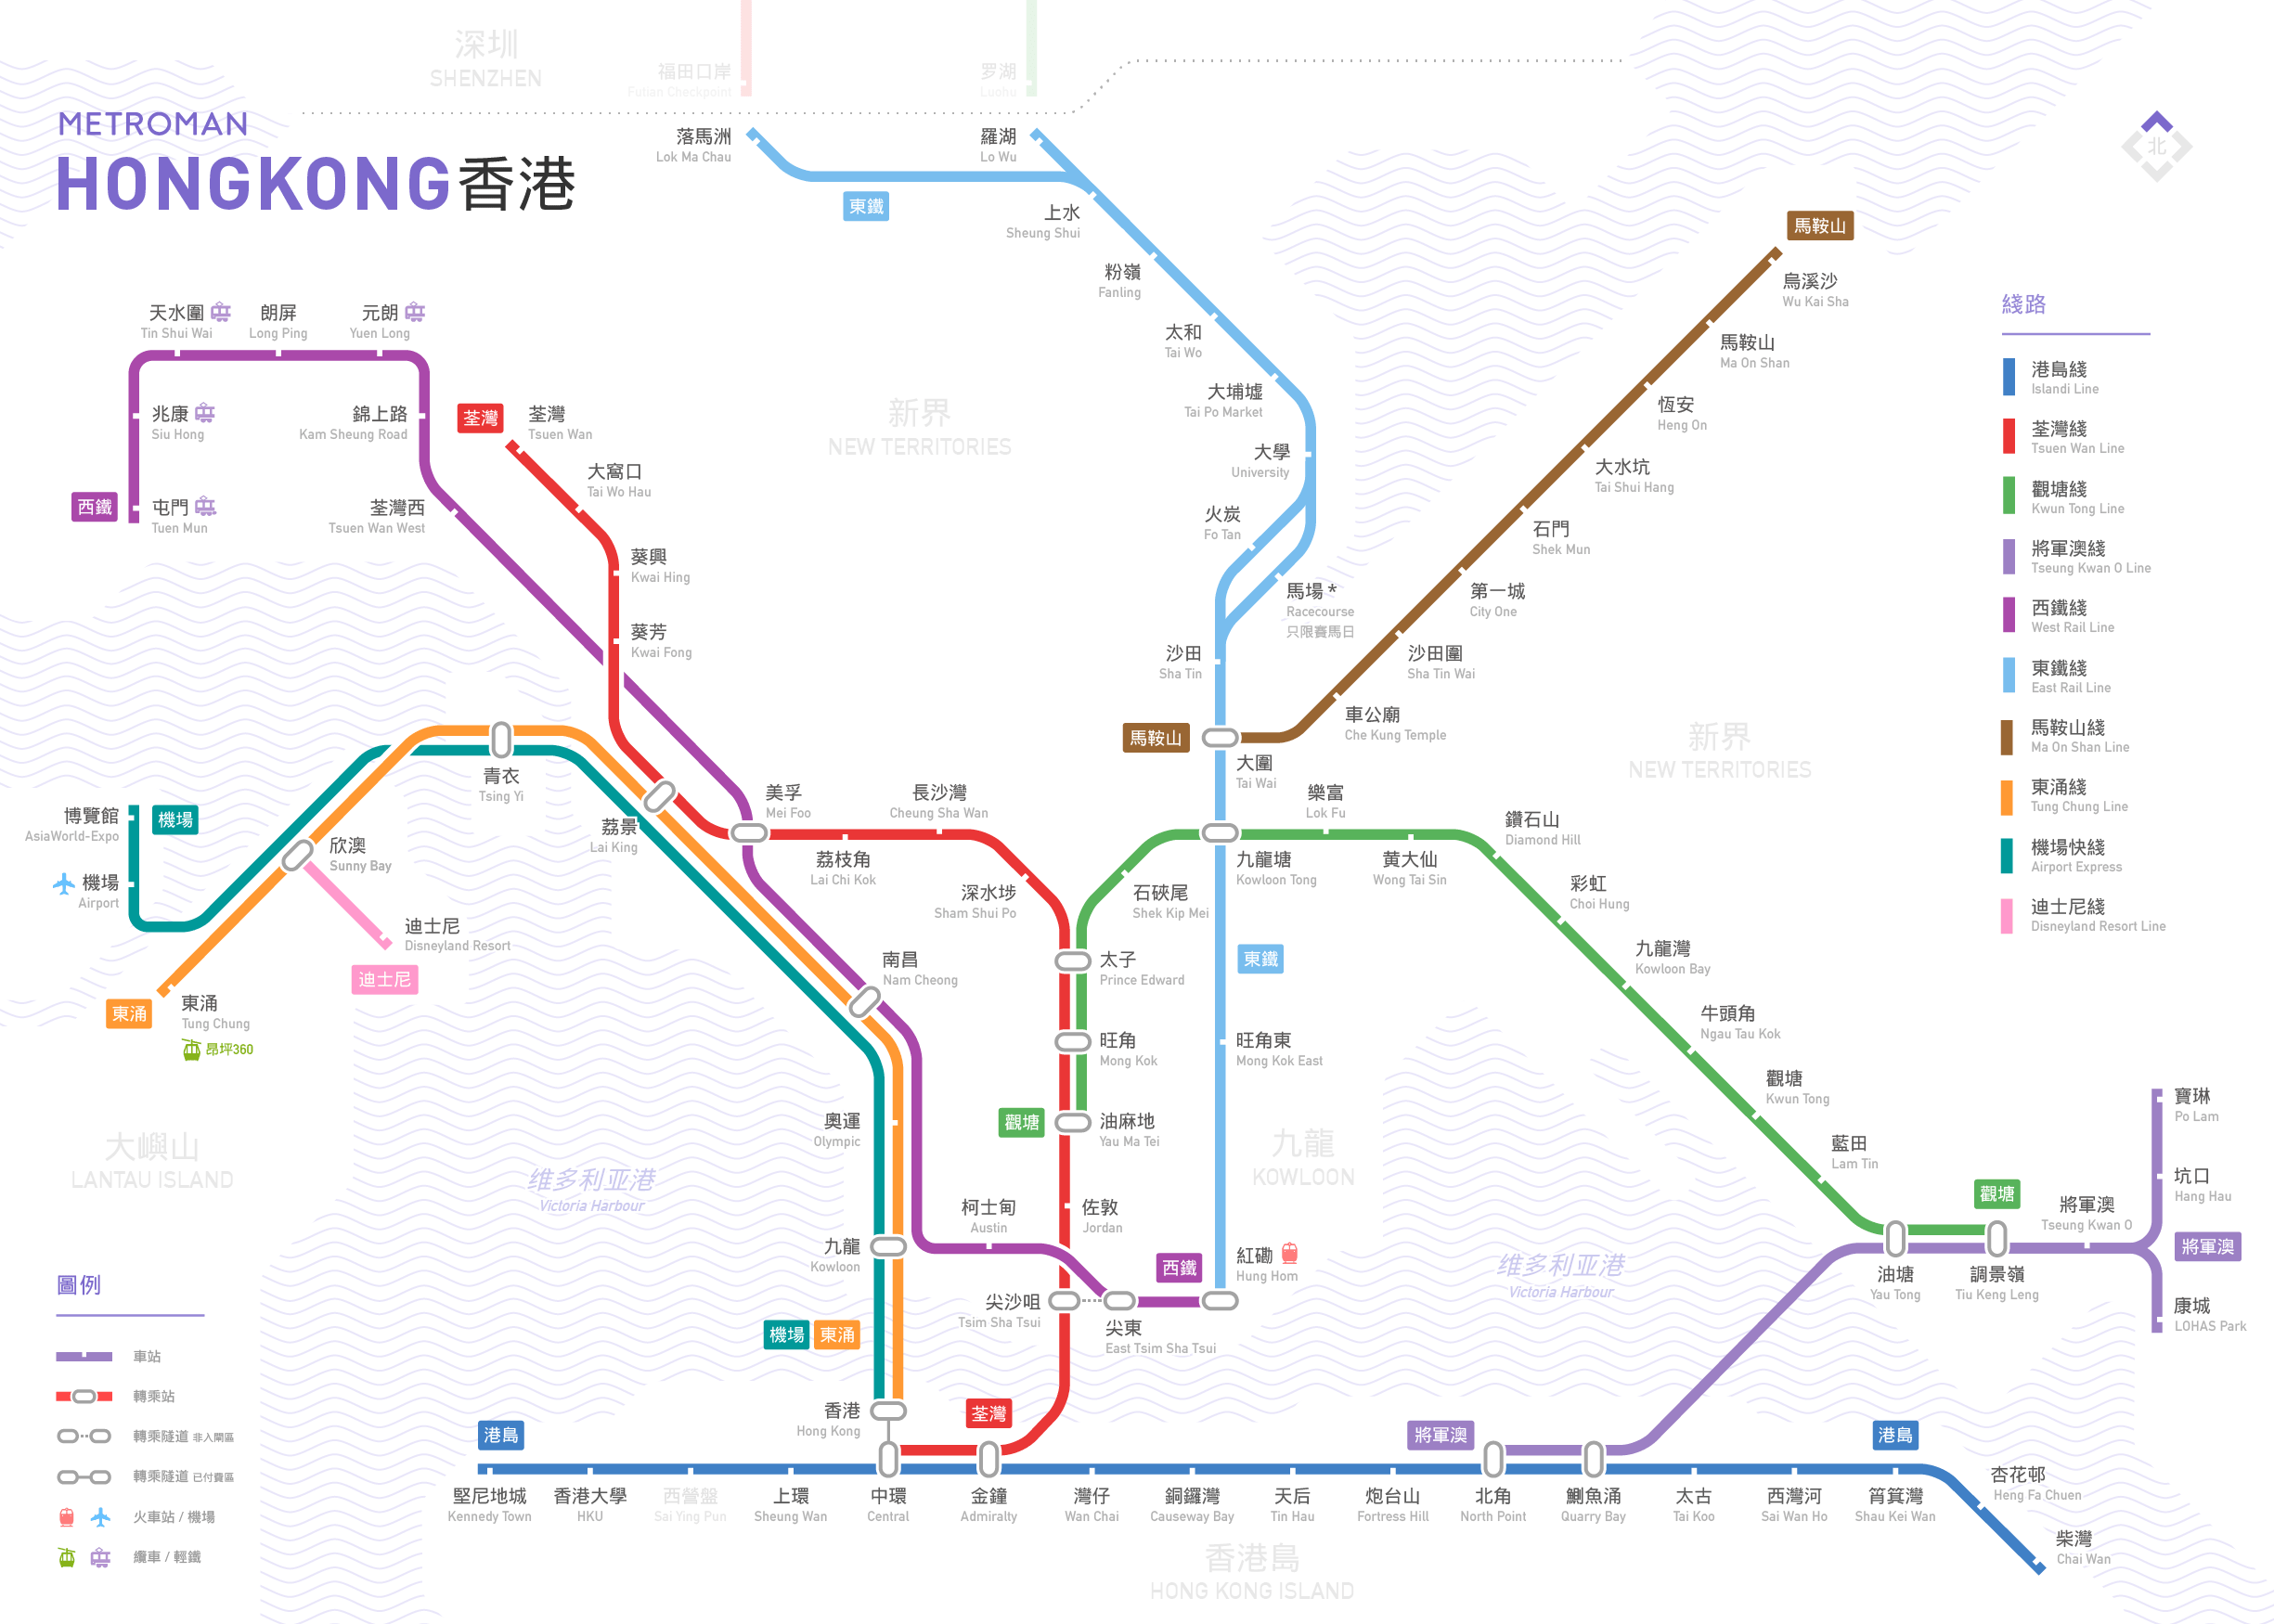 深圳
SHENZHEN
福田口岸
Futian Checkpoint
罗湖
Luohu
METROMAN
HONGKONG香港
北
落馬洲
Lok Ma Chau
羅湖
Lo Wu
東鐵
上水
Sheung Shui
粉嶺
Fanling
太和
Tai Wo
大埔墟
Tai Po Market
大學
University
火炭
Fo Tan
馬場*
Racecourse
只限賽馬日
沙田
Sha Tin
馬鞍山
烏溪沙
Wu Kai Sha
馬鞍山
Ma On Shan
恆安
Heng On
大水坑
Tai Shui Hang
石門
Shek Mun
第一城
City One
沙田圍
Sha Tin Wai
車公廟
Che Kung Temple
馬鞍山
大圍
Tai Wai
新界
NEW TERRITORIES
新界
NEW TERRITORIES
天水圍
Tin Shui Wai
朗屏
Long Ping
元朗
Yuen Long
兆康
Siu Hong
西鐵
屯門
Tuen Mun
錦上路
Kam Sheung Road
荃灣西
Tsuen Wan West
荃灣
荃灣
Tsuen Wan
大窩口
Tai Wo Hau
葵興
Kwai Hing
葵芳
Kwai Fong
荔景
Lai King
美孚
Mei Foo
荔枝角
Lai Chi Kok
長沙灣
Cheung Sha Wan
深水埗
Sham Shui Po
青衣
Tsing Yi
博覽館
AsiaWorld-Expo
機場
機場
Airport
欣澳
Sunny Bay
迪士尼
Disneyland Resort
迪士尼
東涌
東涌
Tung Chung
昂坪360
大嶼山
LANTAU ISLAND
南昌
Nam Cheong
奧運
Olympic
九龍
Kowloon
機場
東涌
香港
Hong Kong
維多利亚港
Victoria Harbour
樂富
Lok Fu
九龍塘
Kowloon Tong
黄大仙
Wong Tai Sin
石硤尾
Shek Kip Mei
太子
Prince Edward
旺角
Mong Kok
觀塘
油麻地
Yau Ma Tei
佐敦
Jordan
柯士甸
Austin
尖沙咀
Tsim Sha Tsui
尖東
East Tsim Sha Tsui
西鐵
紅磡
Hung Hom
東鐵
旺角東
Mong Kok East
九龍
KOWLOON
鑽石山
Diamond Hill
彩虹
Choi Hung
九龍灣
Kowloon Bay
牛頭角
Ngau Tau Kok
觀塘
Kwun Tong
藍田
Lam Tin
觀塘
油塘
Yau Tong
調景嶺
Tiu Keng Leng
將軍澳
Tseung Kwan O
寶琳
Po Lam
坑口
Hang Hau
將軍澳
康城
LOHAS Park
维多利亚港
Victoria Harbour
荃灣
將軍澳
港島
港島
堅尼地城
Kennedy Town
香港大學
HKU
西營盤
Sai Ying Pun
上環
Sheung Wan
中環
Central
金鐘
Admiralty
灣仔
Wan Chai
銅鑼灣
Causeway Bay
天后
Tin Hau
炮台山
Fortress Hill
北角
North Point
鰂魚涌
Quarry Bay
太古
Tai Koo
西灣河
Sai Wan Ho
筲箕灣
Shau Kei Wan
杏花邨
Heng Fa Chuen
柴灣
Chai Wan
香港島
HONG KONG ISLAND
綫路
港島綫
Islandi Line
荃灣綫
Tsuen Wan Line
觀塘綫
Kwun Tong Line
將軍澳綫
Tseung Kwan O Line
西鐵綫
West Rail Line
東鐵綫
East Rail Line
馬鞍山綫
Ma On Shan Line
東涌綫
Tung Chung Line
機場快綫
Airport Express
迪士尼綫
Disneyland Resort Line
圖例
車站
轉乘站
轉乘隧道 非入閘區
轉乘隧道 已付費區
火車站 / 機場
纜車 / 輕鐵